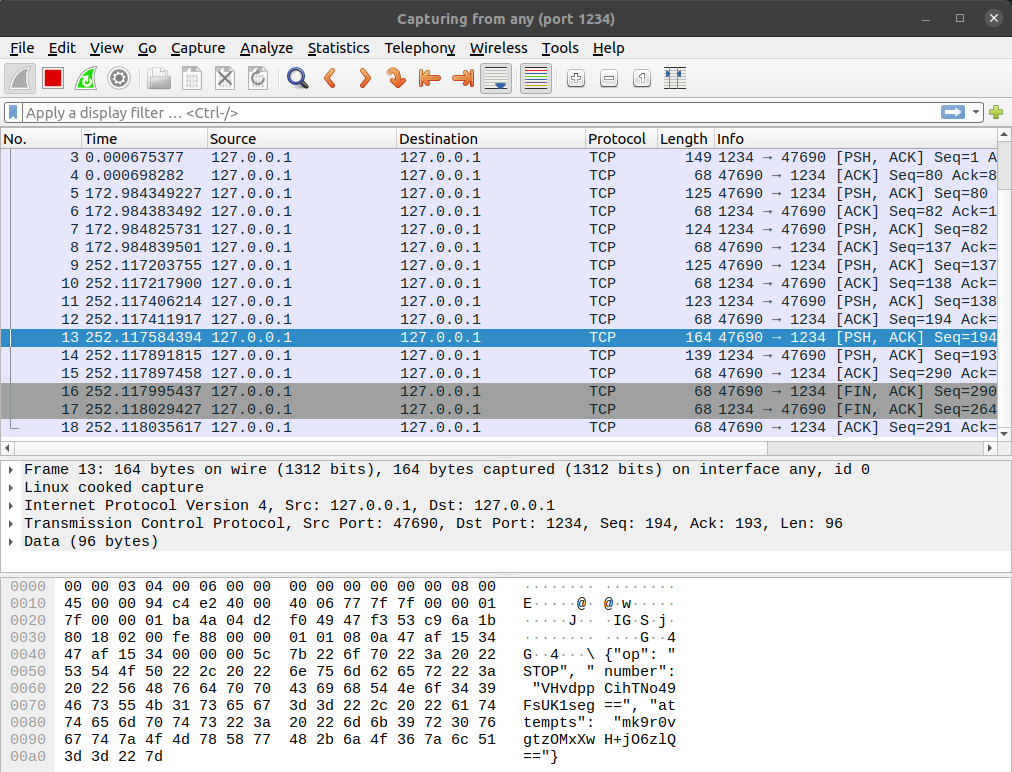 Capturing from any (port 1234)
File Edit View Go Capture Analyze Statistics Telephony Wireless Tools Help
Apply a display filter … <Ctrl-/>
No. Time Source Destination Protocol Length Info
3 0.000675377 127.0.0.1 127.0.0.1 TCP 149 1234 → 47690 [PSH, ACK] Seq=1 A
4 0.000698282 127.0.0.1 127.0.0.1 TCP 68 47690 → 1234 [ACK] Seq=80 Ack=8
5 172.984349227 127.0.0.1 127.0.0.1 TCP 125 47690 → 1234 [PSH, ACK] Seq=80
6 172.984383492 127.0.0.1 127.0.0.1 TCP 68 1234 → 47690 [ACK] Seq=82 Ack=1
7 172.984825731 127.0.0.1 127.0.0.1 TCP 124 1234 → 47690 [PSH, ACK] Seq=82
8 172.984839501 127.0.0.1 127.0.0.1 TCP 68 47690 → 1234 [ACK] Seq=137 Ack=
9 252.117203755 127.0.0.1 127.0.0.1 TCP 125 47690 → 1234 [PSH, ACK] Seq=137
10 252.117217900 127.0.0.1 127.0.0.1 TCP 68 1234 → 47690 [ACK] Seq=138 Ack=
11 252.117406214 127.0.0.1 127.0.0.1 TCP 123 1234 → 47690 [PSH, ACK] Seq=138
12 252.117411917 127.0.0.1 127.0.0.1 TCP 68 47690 → 1234 [ACK] Seq=194 Ack=
13 252.117584394 127.0.0.1 127.0.0.1 TCP 164 47690 → 1234 [PSH, ACK] Seq=194
14 252.117891815 127.0.0.1 127.0.0.1 TCP 139 1234 → 47690 [PSH, ACK] Seq=193
15 252.117897458 127.0.0.1 127.0.0.1 TCP 68 47690 → 1234 [ACK] Seq=290 Ack=
16 252.117995437 127.0.0.1 127.0.0.1 TCP 68 47690 → 1234 [FIN, ACK] Seq=290
17 252.118029427 127.0.0.1 127.0.0.1 TCP 68 1234 → 47690 [FIN, ACK] Seq=264
18 252.118035617 127.0.0.1 127.0.0.1 TCP 68 47690 → 1234 [ACK] Seq=291 Ack=
Frame 13: 164 bytes on wire (1312 bits), 164 bytes captured (1312 bits) on interface any, id 0
Linux cooked capture
Internet Protocol Version 4, Src: 127.0.0.1, Dst: 127.0.0.1
Transmission Control Protocol, Src Port: 47690, Dst Port: 1234, Seq: 194, Ack: 193, Len: 96
Data (96 bytes)
0000 00 00 03 04 00 06 00 00 00 00 00 00 00 00 08 00 ········ ········
0010 45 00 00 94 c4 e2 40 00 40 06 77 7f 7f 00 00 01 E·····@· @·w·····
0020 7f 00 00 01 ba 4a 04 d2 f0 49 47 f3 53 c9 6a 1b ·····J·· ·IG·S·j·
0030 80 18 02 00 fe 88 00 00 01 01 08 0a 47 af 15 34 ········ ····G··4
0040 47 af 15 34 00 00 00 5c 7b 22 6f 70 22 3a 20 22 G··4···\ {"op": "
0050 53 54 4f 50 22 2c 20 22 6e 75 6d 62 65 72 22 3a STOP", " number":
0060 20 22 56 48 76 64 70 70 43 69 68 54 4e 6f 34 39 "VHvdpp CihTNo49
0070 46 73 55 4b 31 73 65 67 3d 3d 22 2c 20 22 61 74 FsUK1seg ==", "at
0080 74 65 6d 70 74 73 22 3a 20 22 6d 6b 39 72 30 76 tempts": "mk9r0v
0090 67 74 7a 4f 4d 78 58 77 48 2b 6a 4f 36 7a 6c 51 gtzOMxXw H+jO6zlQ
00a0 3d 3d 22 7d =="}